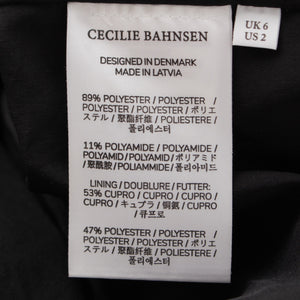 CECILIE BAHNSEN
DESIGNED IN DENMARK
MADE IN LATVIA
89% POLYESTER / POLYESTER /
POLYESTER / POLYESTER / ポリエ
ステル / 聚酯纤维 / POLIESTERE /
폴리에스터
11% POLYAMIDE / POLYAMIDE /
POLYAMID/POLYAMID / ポリアミド
/ 聚酰胺 / POLIAMMIDE / 폴리아미드
LINING / DOUBLURE / FUTTER:
53% CUPRO / CUPRO / CUPRO /
CUPRO / キュプラ / 铜氨 / CUPRO
/ 큐프로
47% POLYESTER / POLYESTER /
POLYESTER / POLYESTER / ポリエ
ステル / 聚酯纤维 / POLIESTERE /
폴리에스터
UK 6
US 2